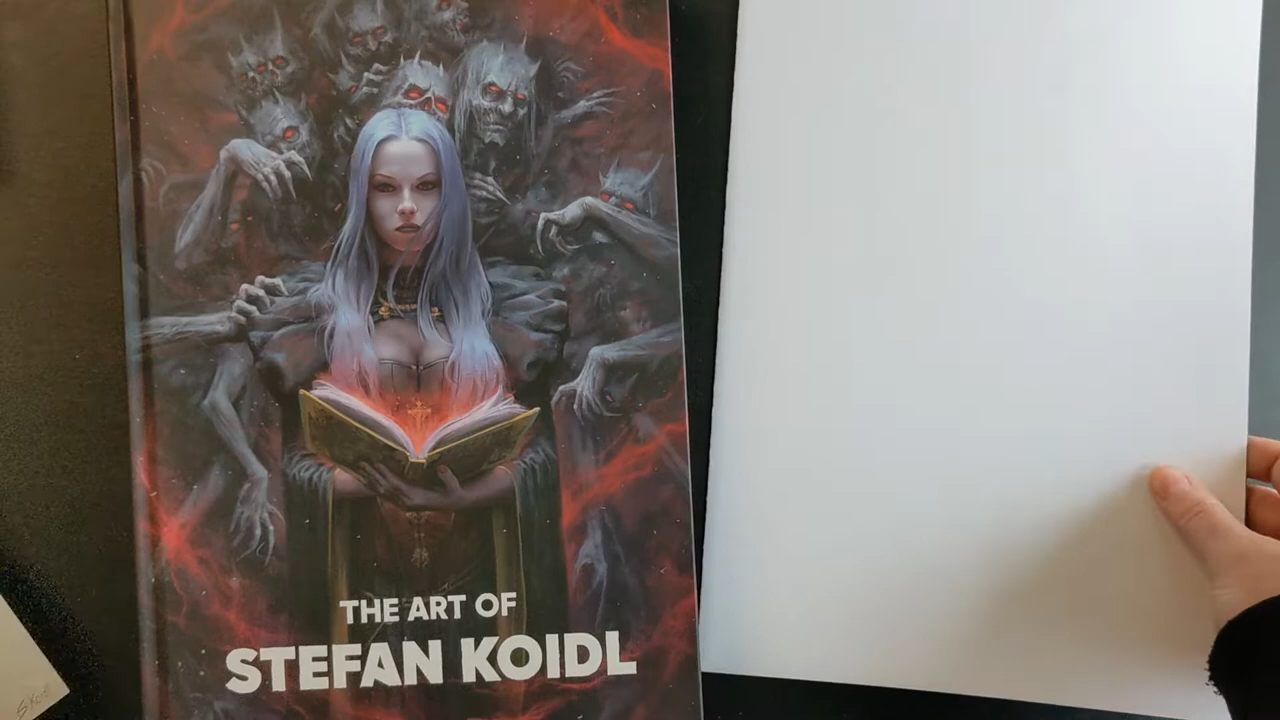 THE ART OF
STEFAN KOIDL